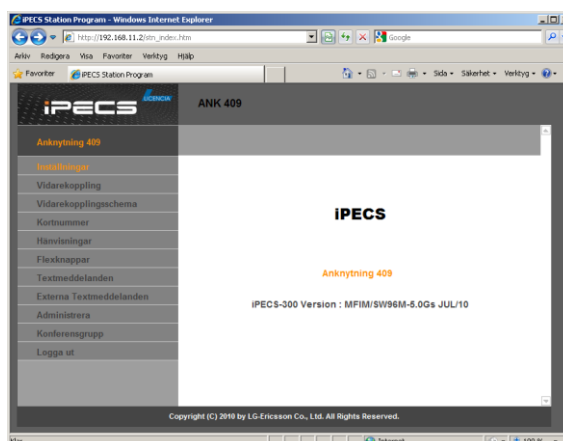 iPECS Station Program - Windows Internet Explorer
http://192.168.11.2/stn_index.htm
Google
Arkiv Redigera Visa Favoriter Verktyg Hjälp
Favoriter iPECS Station Program Sida Säkerhet Verktyg
iPECS LICENCIA ANK 409
Anknytning 409
Inställningar
Vidarekoppling
Vidarekopplingsschema
Kortnummer
Hänvisningar
Flexknappar
Textmeddelanden
Externa Textmeddelanden
Administrera
Konferensgrupp
Logga ut
iPECS
Anknytning 409
iPECS-300 Version : MFIM/SW96M-5.0Gs JUL/10
Copyright (C) 2010 by LG-Ericsson Co., Ltd. All Rights Reserved.
Internet 100 %